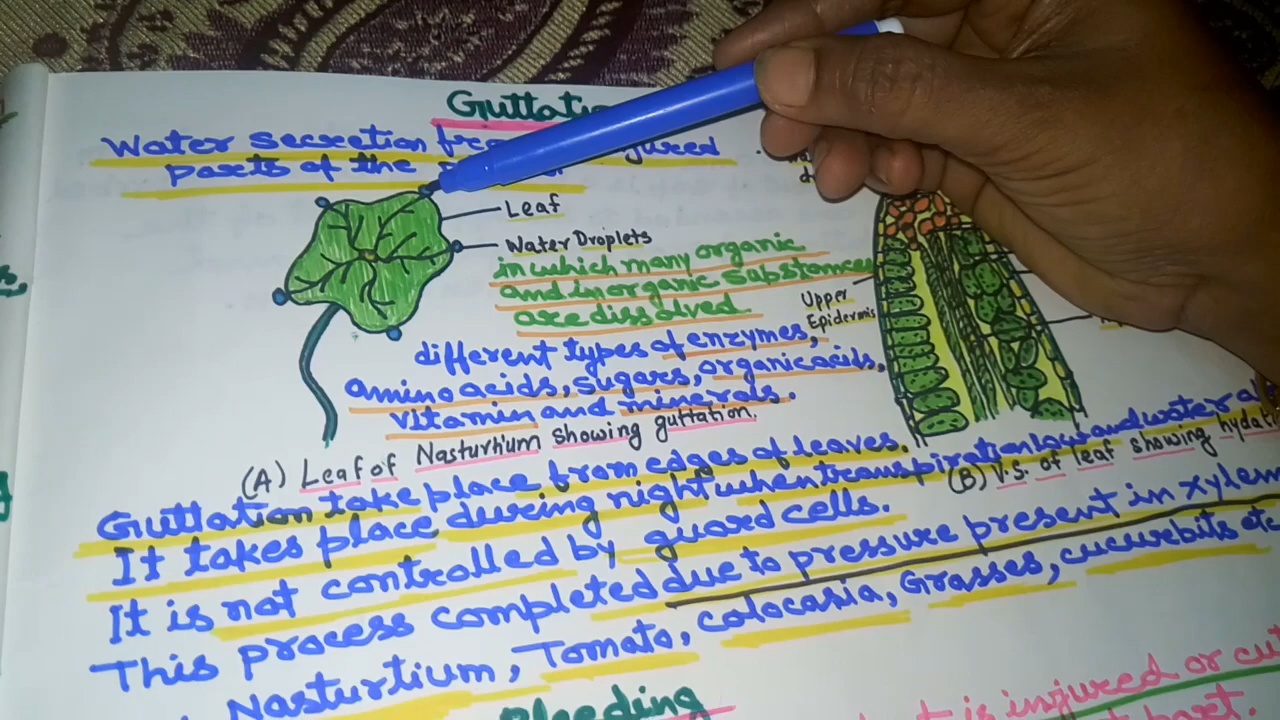 Guttatio
Water secretion jured
parts of the
Leaf
Water Droplets
in which many organic
and inorganic substances
are dissolved.
different types of enzymes,
amino acids, sugars, organic acids,
vitamin and minerals.
Upper
Epidermis
(A) Leaf of Nasturtium showing guttation.
(B) V.S. of leaf showing hydat
Guttation take place from edges of leaves.
It takes place during night when transpiration low and water a
It is not controlled by guard cells.
This process completed due to pressure present in xylem
Nasturtium, Tomato, colocasia, Grasses, cucurbits etc
Bleeding
is injured or cu